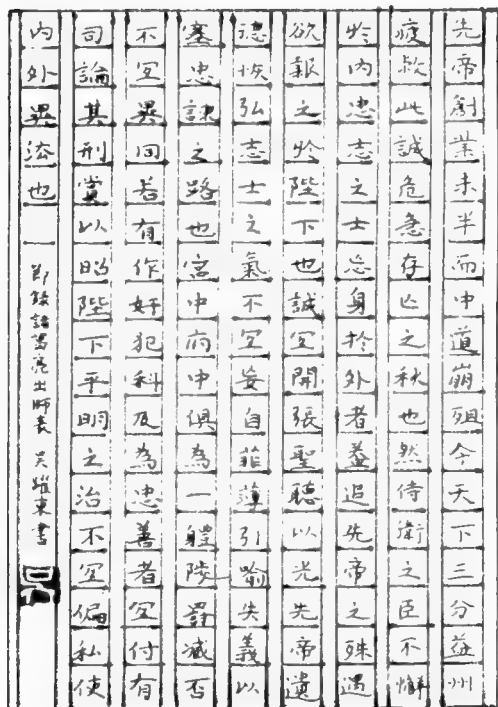 先帝創業未半而中道崩殂今天下三分益州
疲敝此誠危急存亡之秋也然侍衛之臣不懈
於内忠志之士忘身於外者蓋追先帝之殊遇
欲報之於陛下也誠宜開張聖聽以光先帝遺
德恢弘志士之氣不宜妄自菲薄引喻失義以
塞忠諫之路也宮中府中俱為一軆陟罰臧否
不宜異同若有作奸犯科及為忠善者宜付有
司論其刑賞以昭陛下平明之治不宜偏私使
内外異法也 節錄諸葛亮出師表 吳耀東書